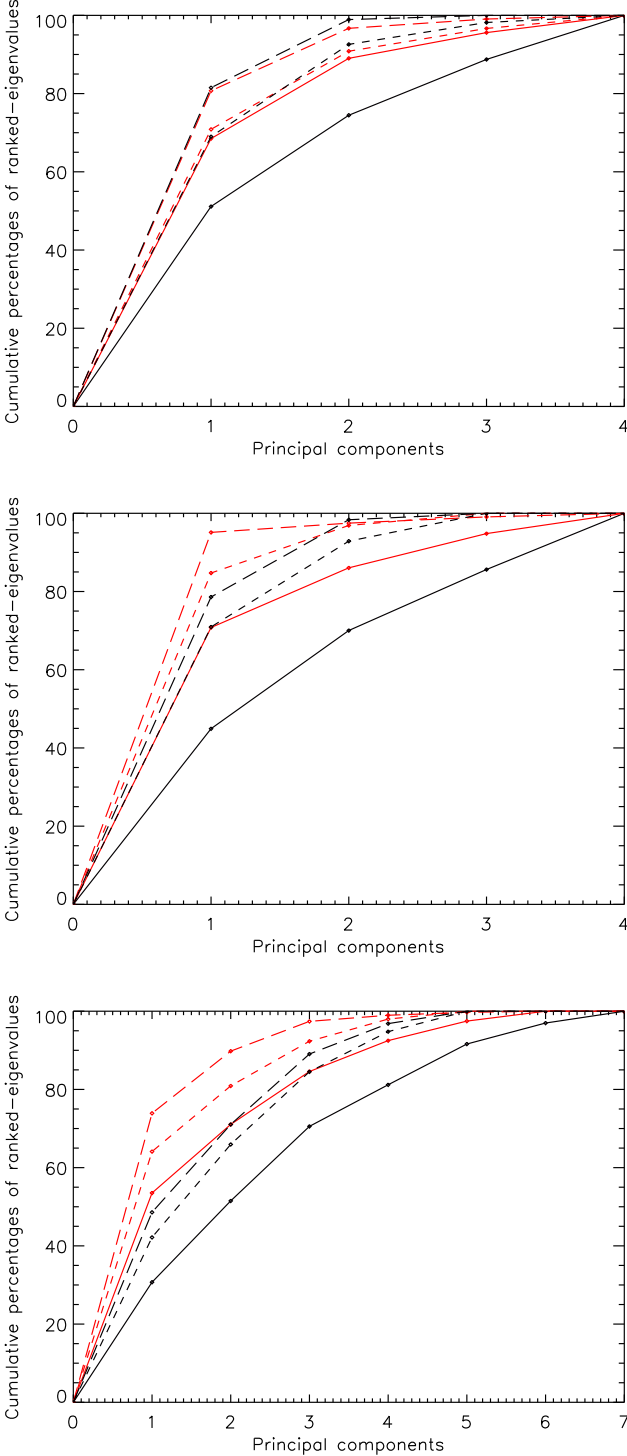 Cumulative percentages of ranked-eigenvalues
100
80
60
40
20
0
0 1 2 3 4
Principal components
Cumulative percentages of ranked-eigenvalues
100
80
60
40
20
0
0 1 2 3 4
Principal components
Cumulative percentages of ranked-eigenvalues
100
80
60
40
20
0
0 1 2 3 4 5 6 7
Principal components